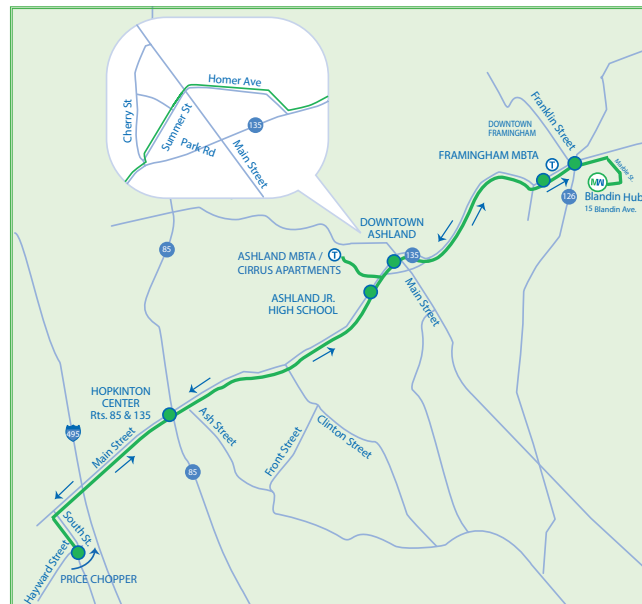 Homer Ave
Cherry St
Summer St
135
Park Rd
Main Street
Franklin Street
DOWNTOWN
FRAMINGHAM
FRAMINGHAM MBTA
T
Marble St.
MW
Blandin Hub
15 Blandin Ave.
126
DOWNTOWN
ASHLAND
85
ASHLAND MBTA /
CIRRUS APARTMENTS
T
135
Main Street
ASHLAND JR.
HIGH SCHOOL
HOPKINTON
CENTER
Rts. 85 & 135
495
Main Street
Ash Street
Front Street
Clinton Street
85
South St.
Hayward Street
PRICE CHOPPER